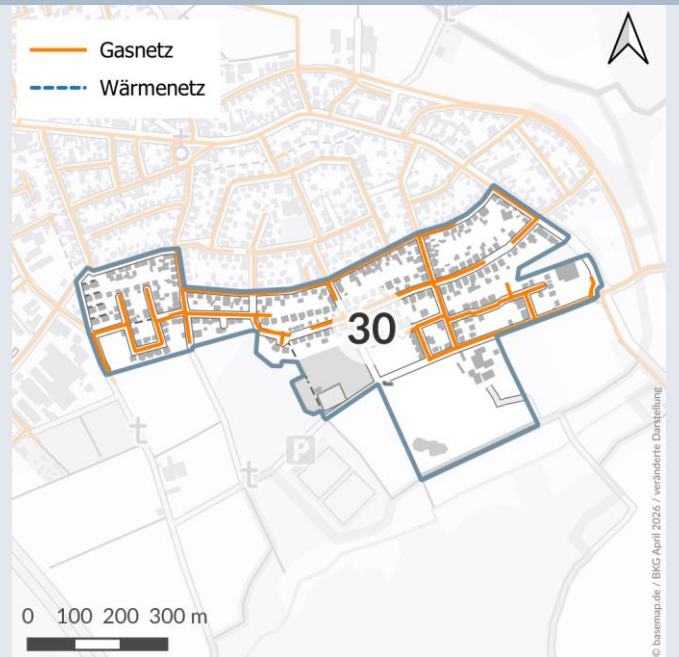 Gasnetz
Wärmenetz
30
P
0 100 200 300 m
© basemap.de / BKG April 2026 / veränderte Darstellung